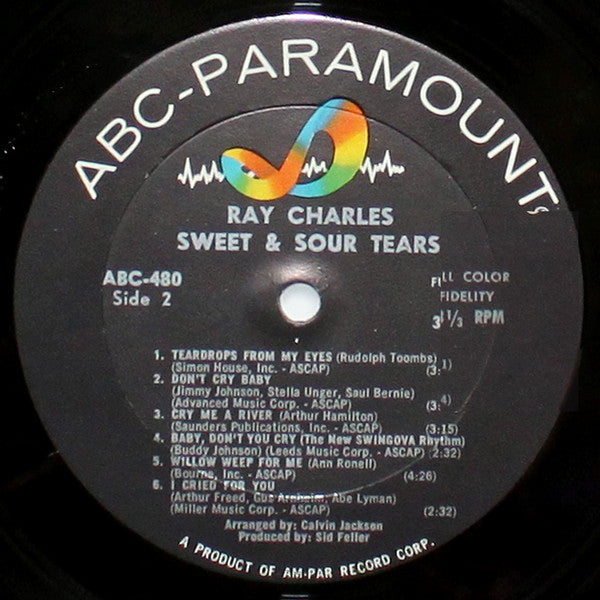 ABC-PARAMOUNT
RAY CHARLES
SWEET & SOUR TEARS
ABC-480
Side 2
COLOR
FIDELITY
RPM
1. TEARDROPS FROM MY EYES (Rudolph Toombs)
(Simon House, Inc. - ASCAP)
2. DON'T CRY BABY
(Jimmy Johnson, Stella Unger, Saul Bernie)
(Advanced Music Corp. - ASCAP)
3. CRY ME A RIVER (Arthur Hamilton)
(Saunders Publications, Inc. - ASCAP) (3:15)
4. BABY, DON'T YOU CRY (The New SWINGOVA Rhythm)
(Buddy Johnson) (Leeds Music Corp. - ASCAP) (2:32)
5. WILLOW WEEP FOR ME (Ann Ronell)
(Bourne, Inc. - ASCAP) (4:26)
6. I CRIED FOR YOU
(Arthur Freed, Gus Arnheim, Abe Lyman)
(Miller Music Corp. - ASCAP) (2:32)
Arranged by: Calvin Jackson
Produced by: Sid Feller
A PRODUCT OF AM-PAR RECORD CORP.